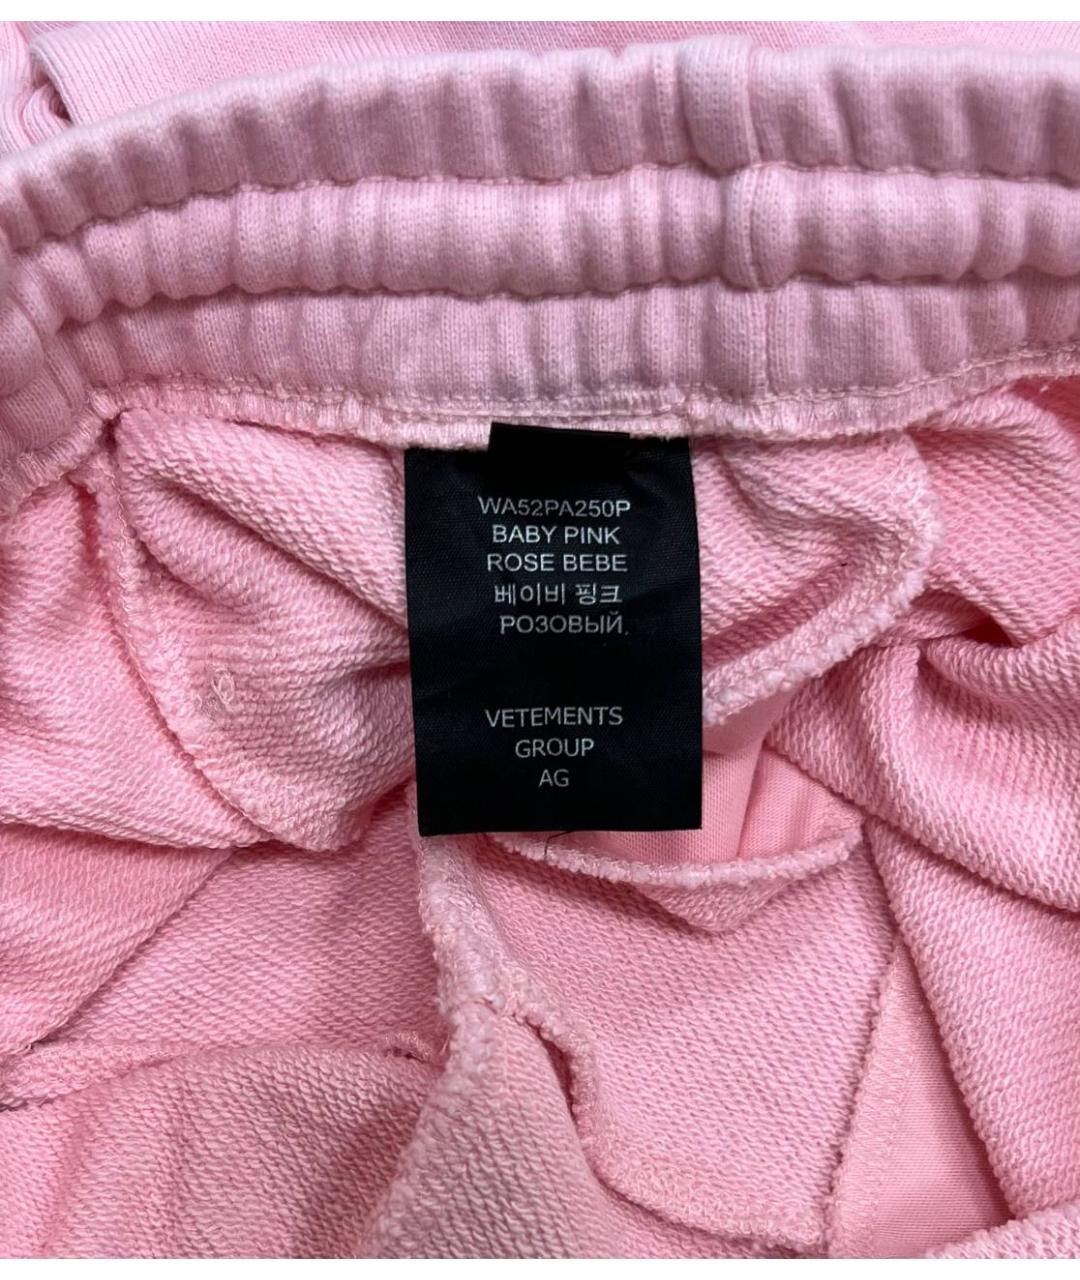 WA52PA250P
BABY PINK
ROSE BEBE
베이비 핑크
РОЗОВЫЙ
VETEMENTS
GROUP
AG